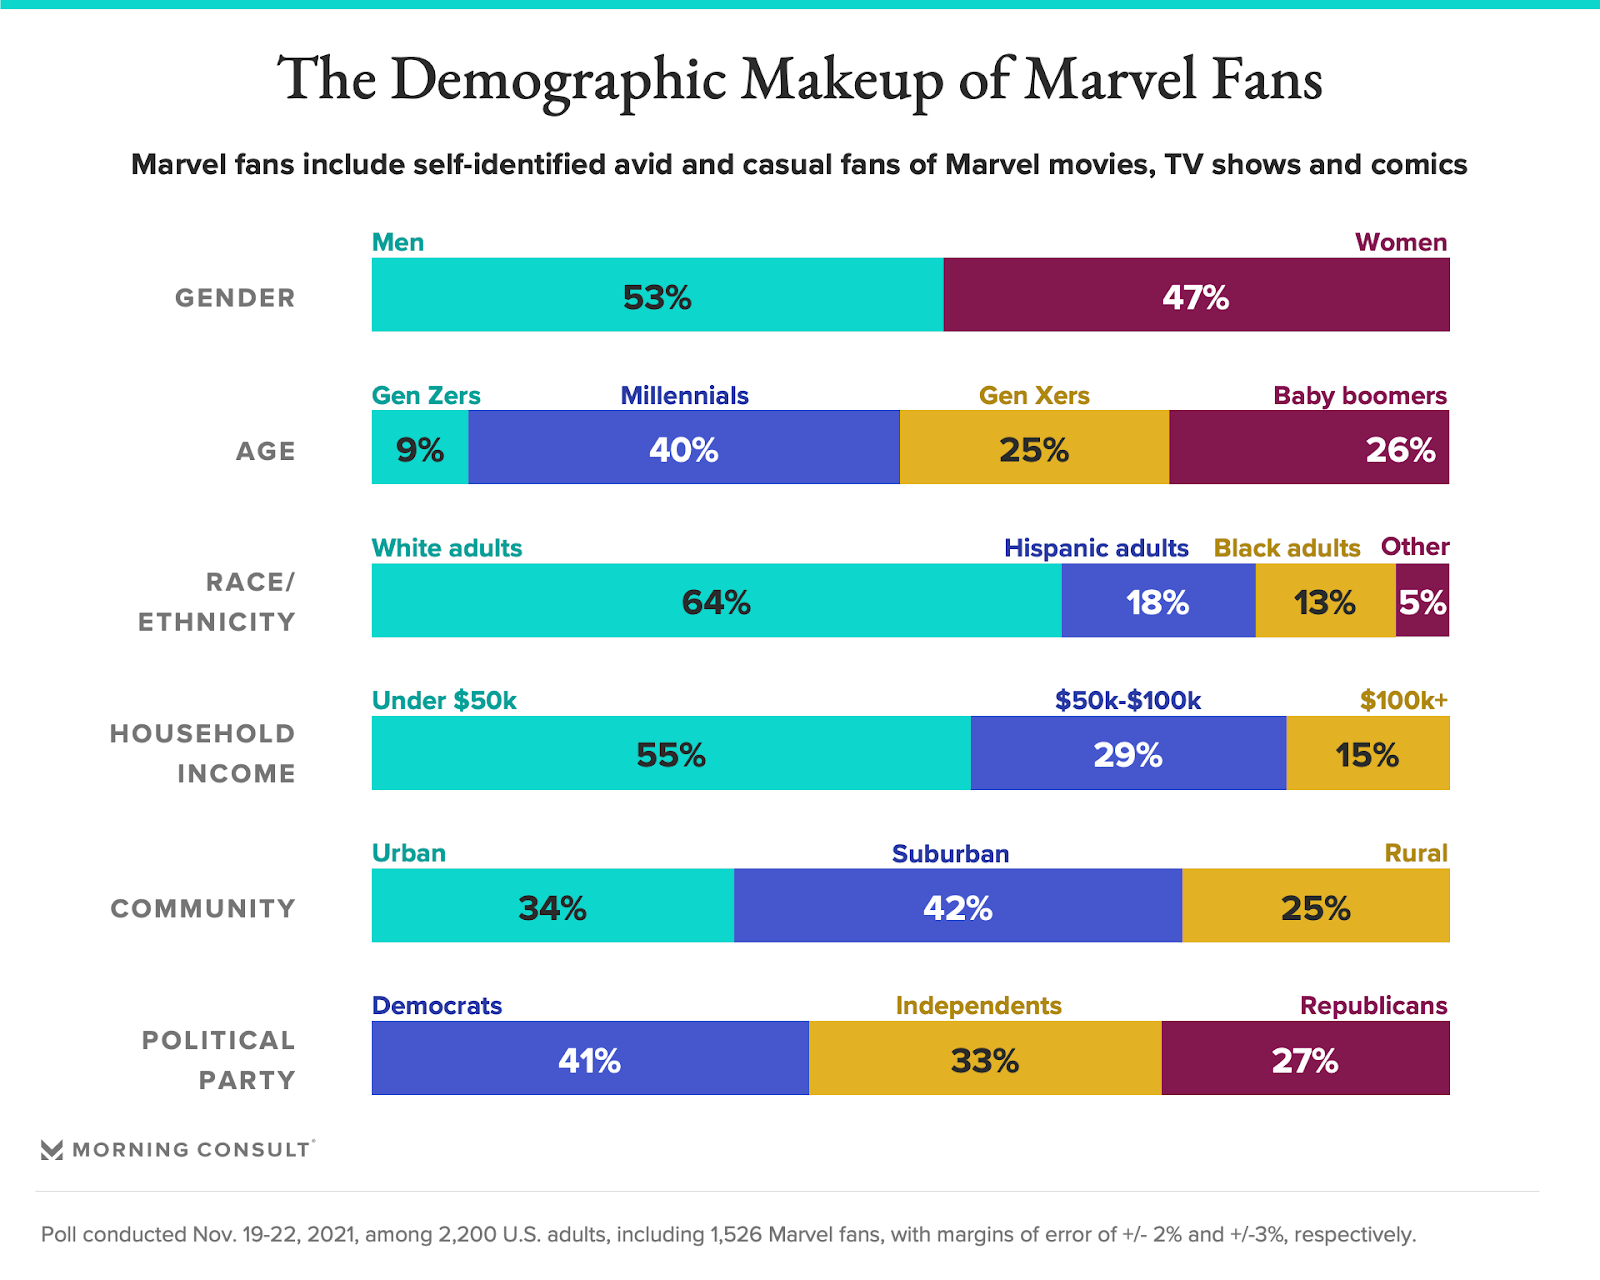 The Demographic Makeup of Marvel Fans
Marvel fans include self-identified avid and casual fans of Marvel movies, TV shows and comics
Men Women
GENDER 53% 47%
Gen Zers Millennials Gen Xers Baby boomers
AGE 9% 40% 25% 26%
White adults Hispanic adults Black adults Other
RACE/
ETHNICITY
64% 18% 13% 5%
Under $50k $50k-$100k $100k+
HOUSEHOLD
INCOME
55% 29% 15%
Urban Suburban Rural
COMMUNITY 34% 42% 25%
Democrats Independents Republicans
POLITICAL
PARTY
41% 33% 27%
MORNING CONSULT®
Poll conducted Nov. 19-22, 2021, among 2,200 U.S. adults, including 1,526 Marvel fans, with margins of error of +/- 2% and +/-3%, respectively.